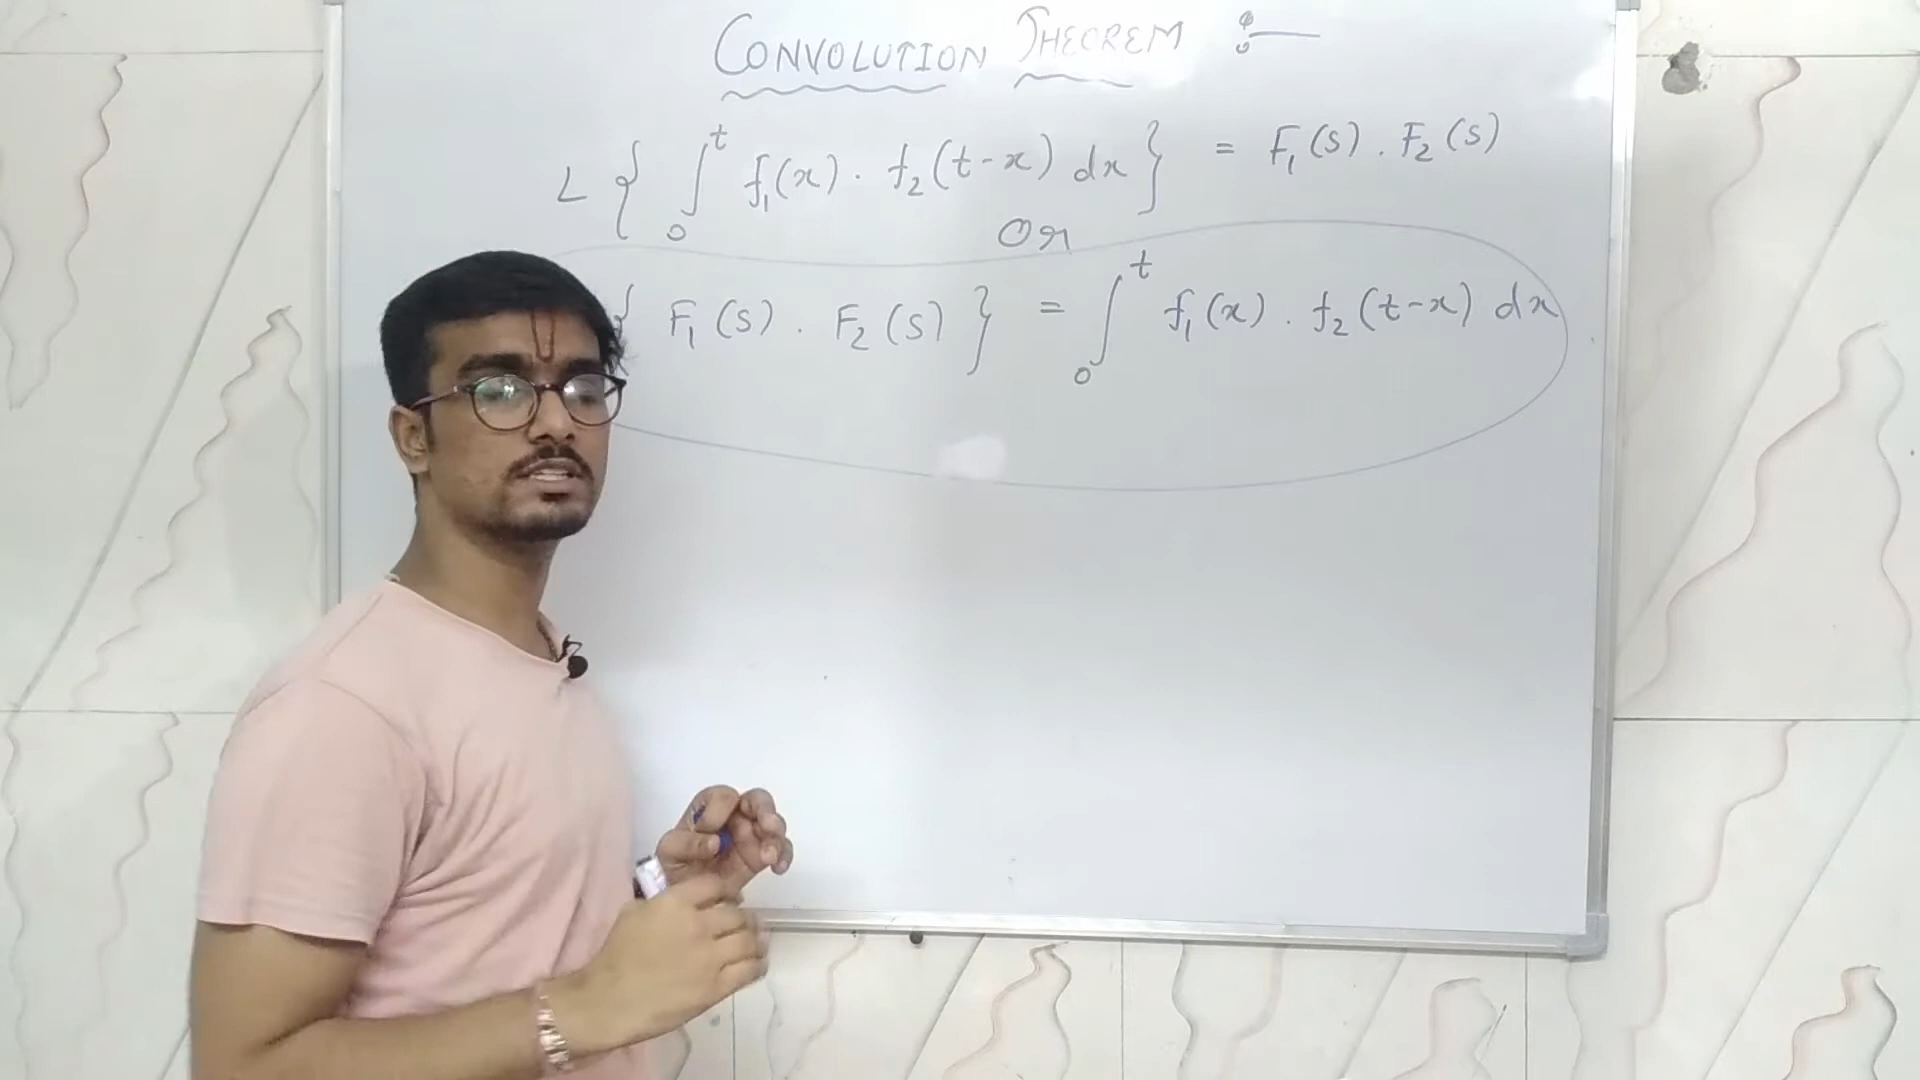 CONVOLUTION THEOREM :—
L { ∫₀ᵗ f₁(x) . f₂(t-x) dx } = F₁(s) . F₂(s)
Or
{ F₁(s) . F₂(s) } = ∫₀ᵗ f₁(x) . f₂(t-x) dx